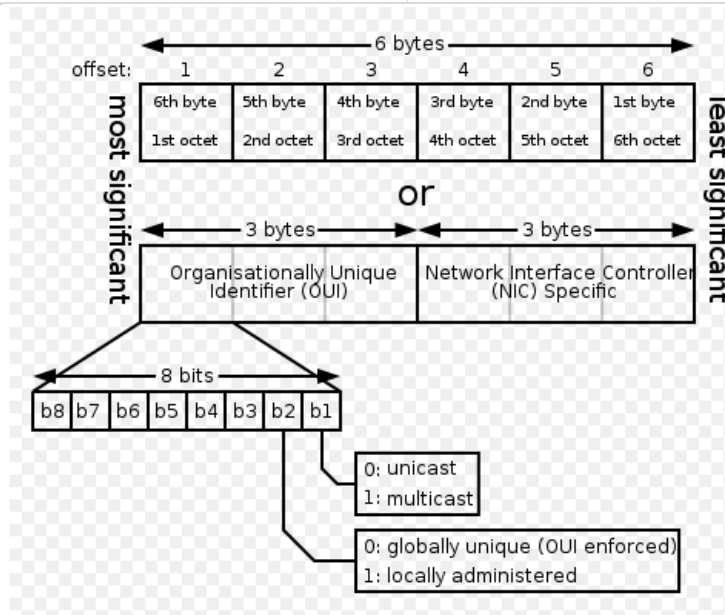 6 bytes
offset: 1 2 3 4 5 6
6th byte 5th byte 4th byte 3rd byte 2nd byte 1st byte
1st octet 2nd octet 3rd octet 4th octet 5th octet 6th octet
most significant
least significant
or
3 bytes 3 bytes
Organisationally Unique
Identifier (OUI)
Network Interface Controller
(NIC) Specific
8 bits
b8 b7 b6 b5 b4 b3 b2 b1
0: unicast
1: multicast
0: globally unique (OUI enforced)
1: locally administered